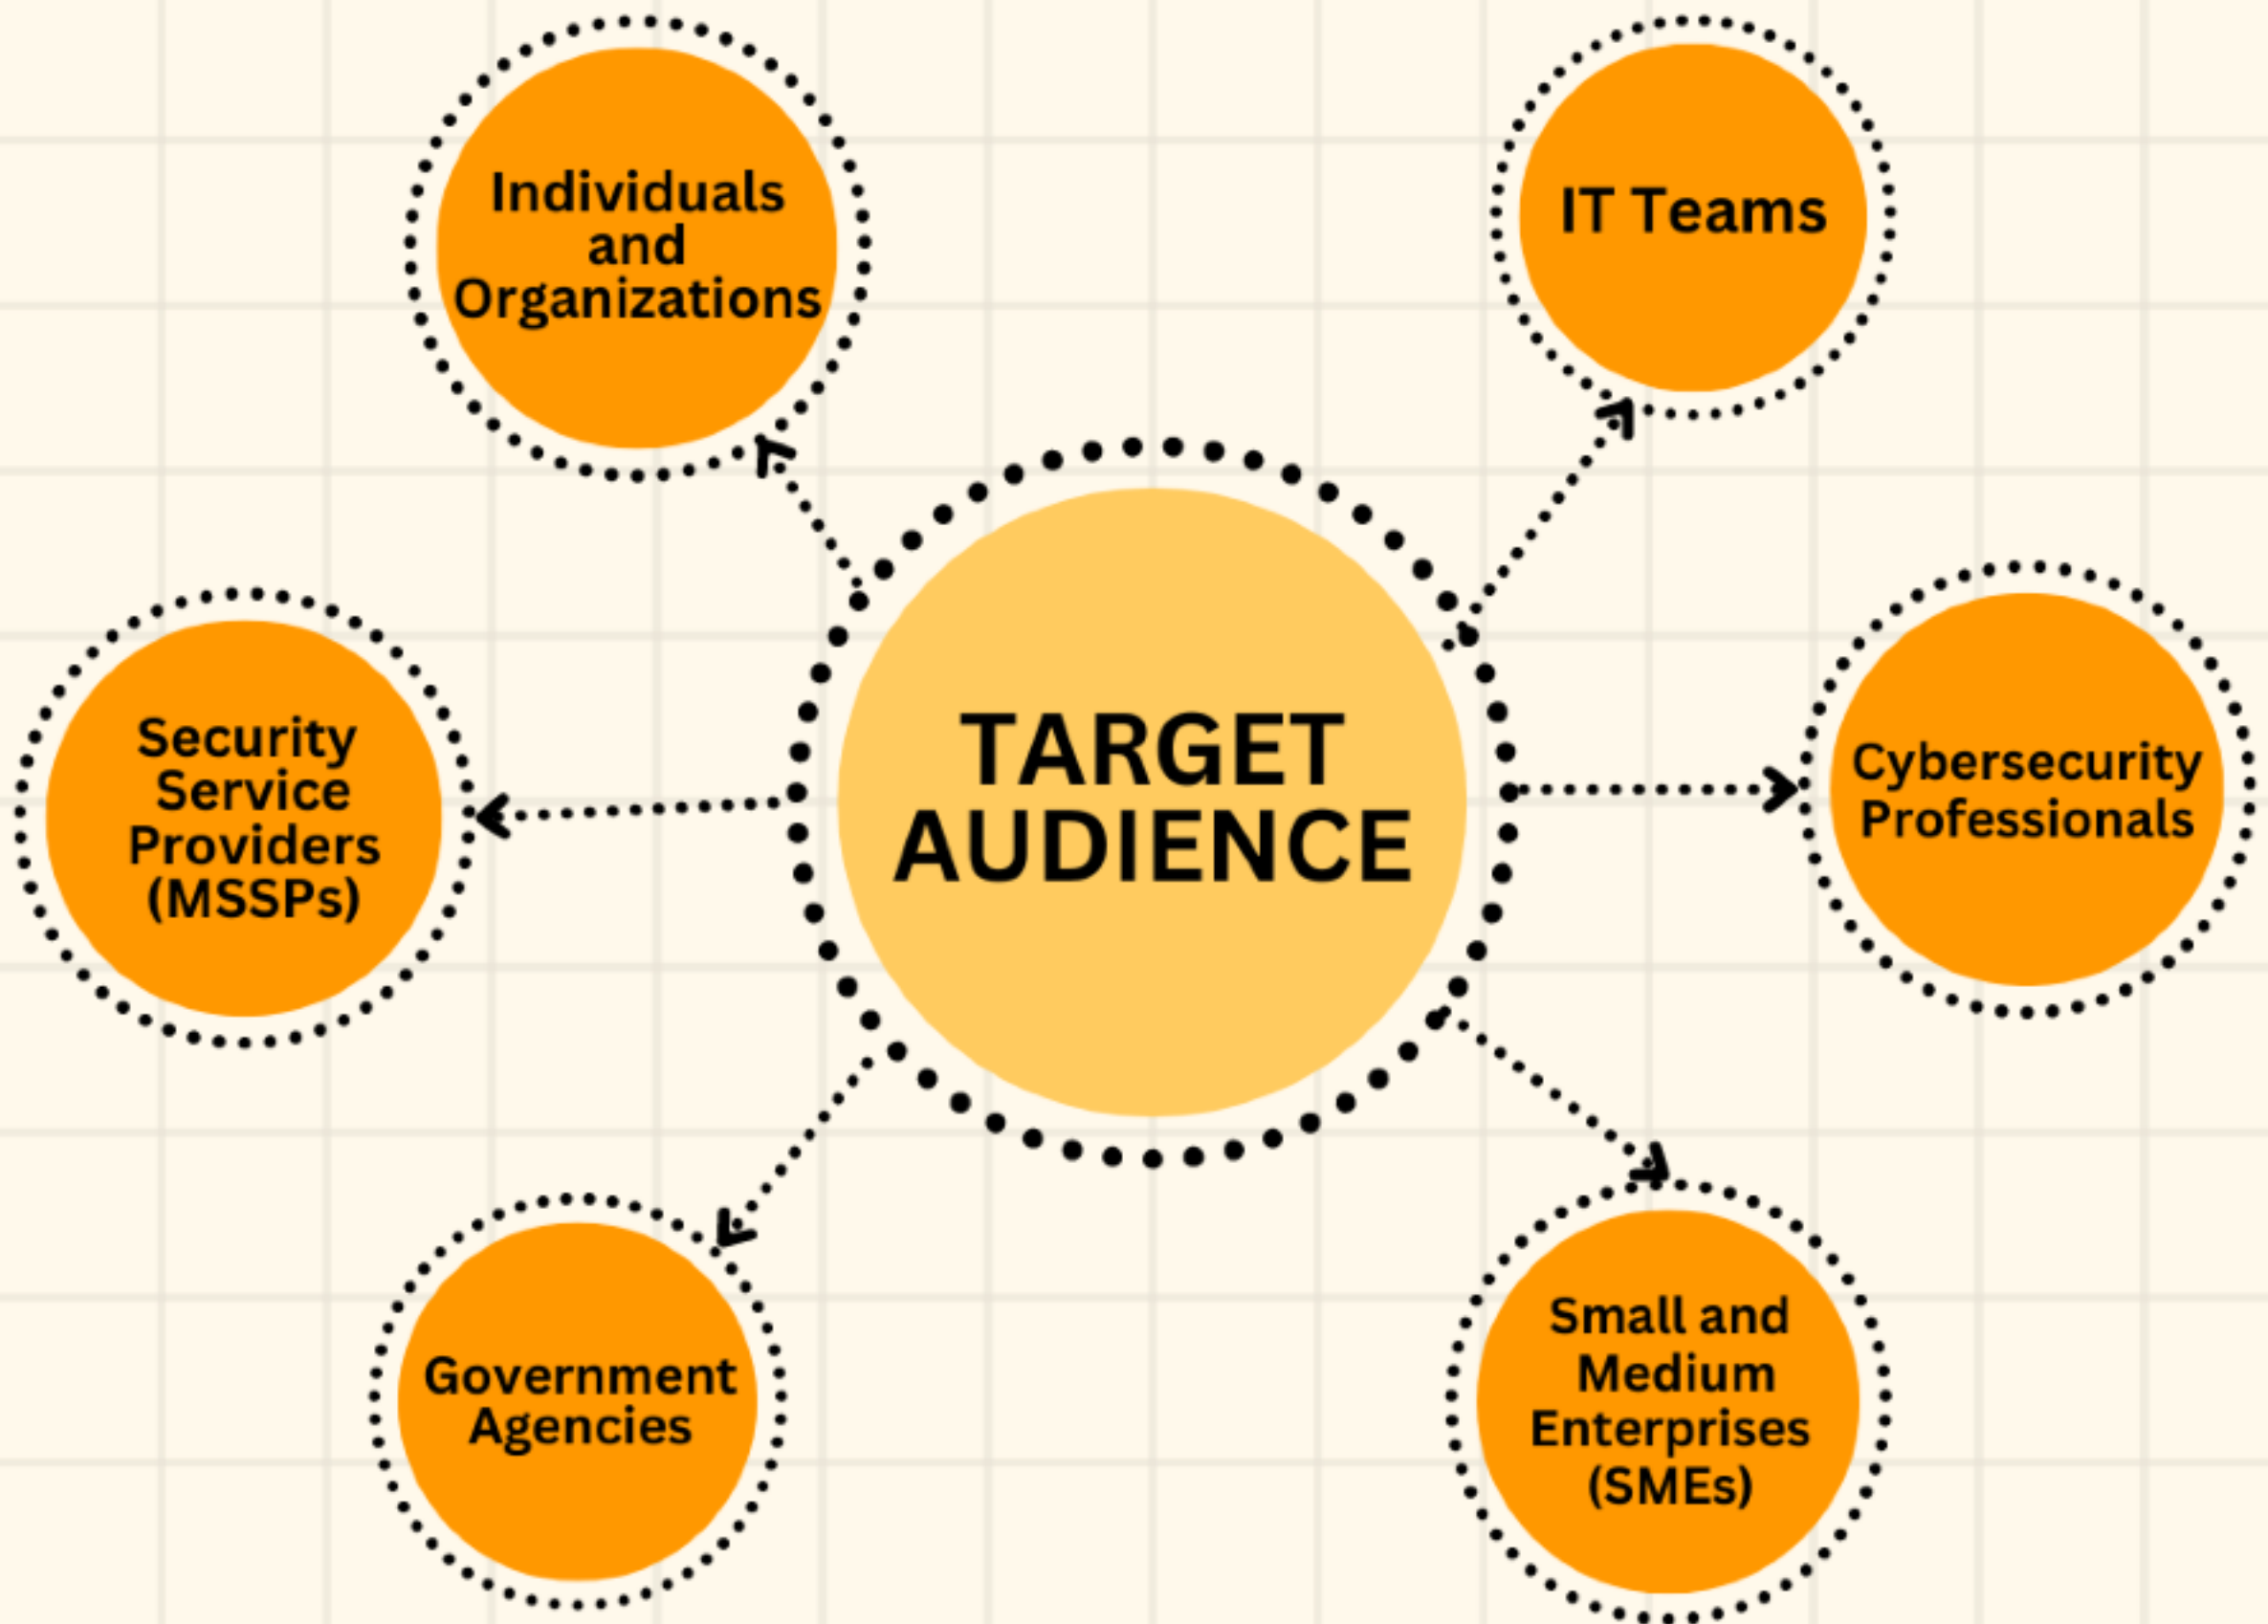 Individuals
and
Organizations
IT Teams
Security
Service
Providers
(MSSPs)
TARGET
AUDIENCE
Cybersecurity
Professionals
Government
Agencies
Small and
Medium
Enterprises
(SMEs)